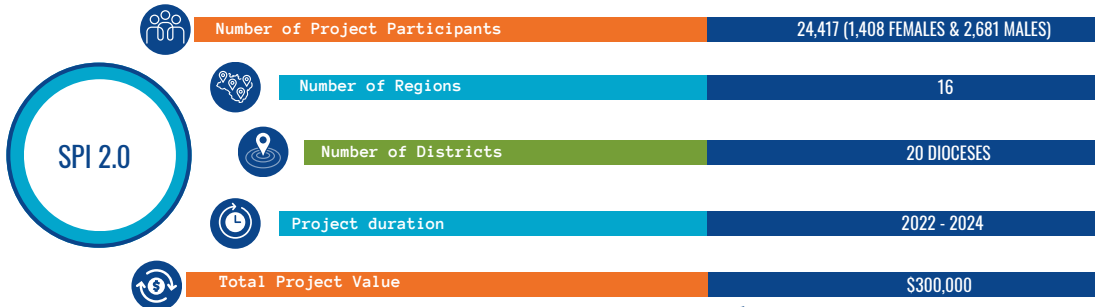 Number of Project Participants 24,417 (1,408 FEMALES & 2,681 MALES)
Number of Regions 16
SPI 2.0
Number of Districts 20 DIOCESES
Project duration 2022 - 2024
Total Project Value $300,000